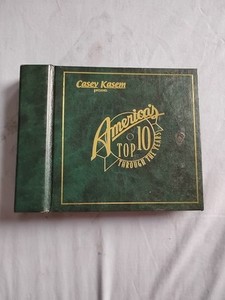 Casey Kasem
presents
America's
TOP 10
THROUGH THE YEARS